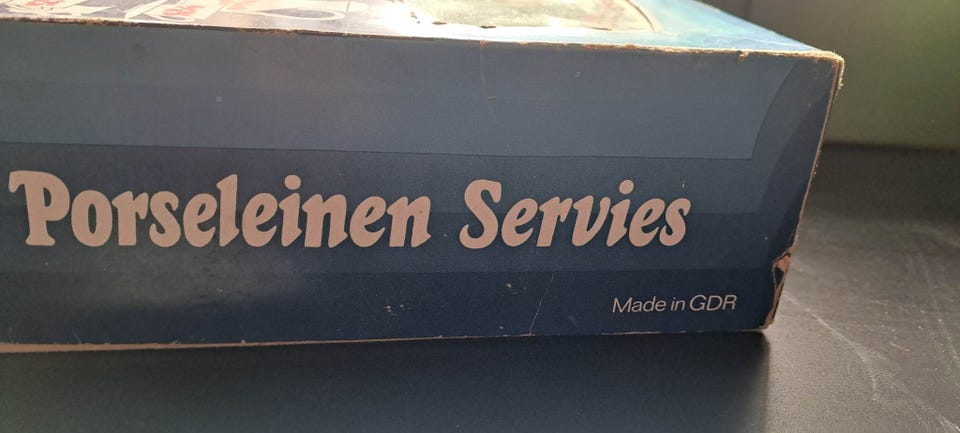 Porseleinen Servies
Made in GDR